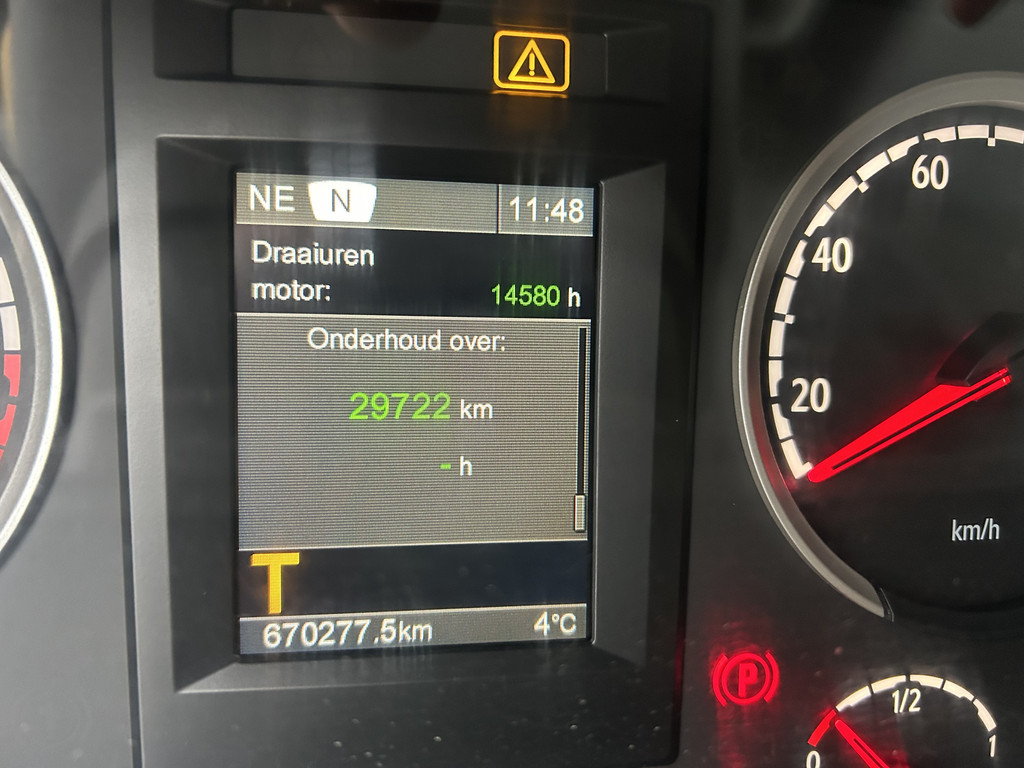 NE N 11:48
Draaiuren
motor: 14580 h
Onderhoud over:
29722 km
- h
T
670277.5km 4°C
60
40
20
km/h
P
1/2
0 1